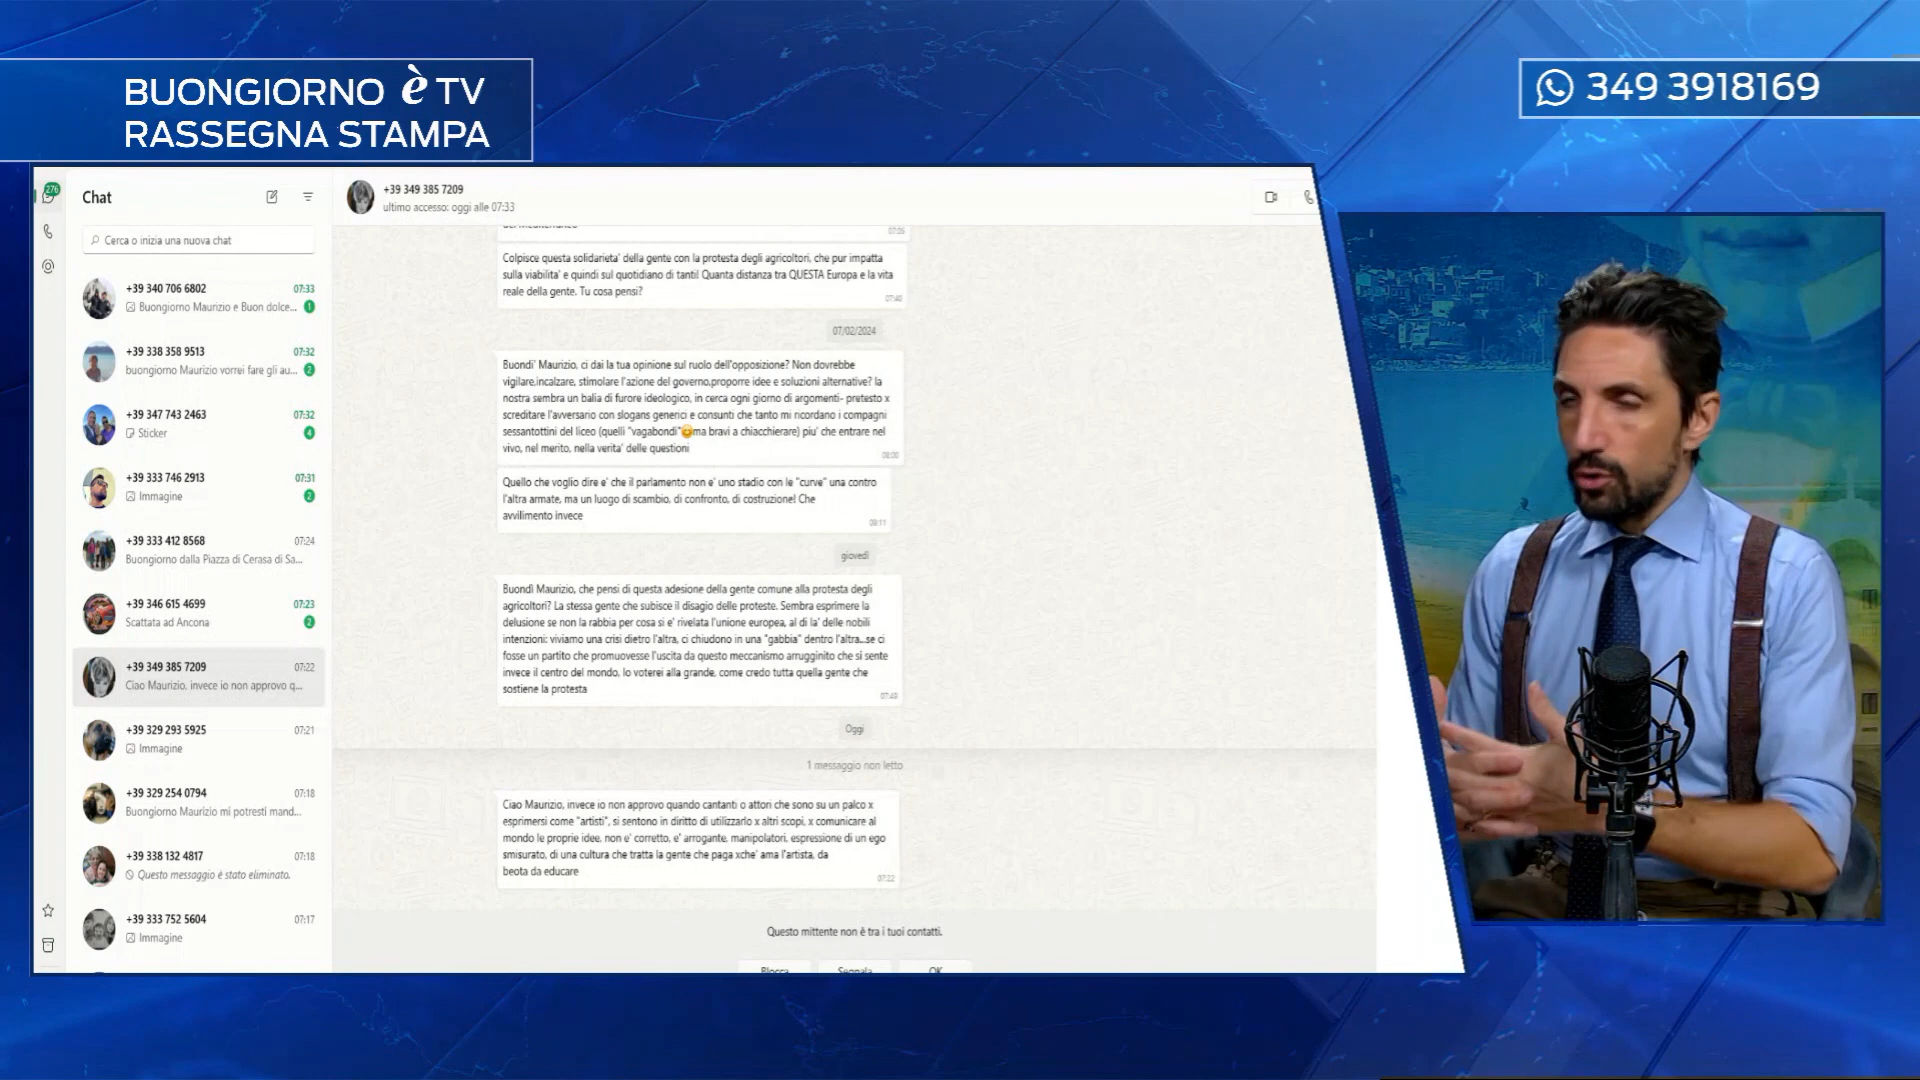 BUONGIORNO è TV
RASSEGNA STAMPA
349 3918169
276
Chat
Cerca o inizia una nuova chat
+39 340 706 6802
07:33
Buongiorno Maurizio e Buon dolce...
1
+39 338 358 9513
07:32
buongiorno Maurizio vorrei fare gli au...
2
+39 347 743 2463
07:32
Sticker
4
+39 333 746 2913
07:31
Immagine
2
+39 333 412 8568
07:24
Buongiorno dalla Piazza di Cerasa di Sa...
+39 346 615 4699
07:23
Scattata ad Ancona
2
+39 349 385 7209
07:22
Ciao Maurizio, invece io non approvo q...
+39 329 293 5925
07:21
Immagine
+39 329 254 0794
07:18
Buongiorno Maurizio mi potresti mand...
+39 338 132 4817
07:18
Questo messaggio è stato eliminato.
+39 333 752 5604
07:17
Immagine
+39 349 385 7209
ultimo accesso: oggi alle 07:33
07:05
Colpisce questa solidarieta' della gente con la protesta degli agricoltori, che pur impatta
sulla viabilita' e quindi sul quotidiano di tanti! Quanta distanza tra QUESTA Europa e la vita
reale della gente. Tu cosa pensi?
07:40
07/02/2024
Buondi' Maurizio, ci dai la tua opinione sul ruolo dell'opposizione? Non dovrebbe
vigilare,incalzare, stimolare l'azione del governo,proporre idee e soluzioni alternative? la
nostra sembra un balia di furore ideologico, in cerca ogni giorno di argomenti- pretesto x
screditare l'avversario con slogans generici e consunti che tanto mi ricordano i compagni
sessantottini del liceo (quelli "vagabondi"😊ma bravi a chiacchierare) piu' che entrare nel
vivo, nel merito, nella verita' delle questioni
08:00
Quello che voglio dire e' che il parlamento non e' uno stadio con le "curve" una contro
l'altra armate, ma un luogo di scambio, di confronto, di costruzione! Che
avvilimento invece
08:11
giovedì
Buondì Maurizio, che pensi di questa adesione della gente comune alla protesta degli
agricoltori? La stessa gente che subisce il disagio delle proteste. Sembra esprimere la
delusione se non la rabbia per cosa si e' rivelata l'unione europea, al di la' delle nobili
intenzioni: viviamo una crisi dietro l'altra, ci chiudono in una "gabbia" dentro l'altra...se ci
fosse un partito che promuovesse l'uscita da questo meccanismo arrugginito che si sente
invece il centro del mondo, lo voterei alla grande, come credo tutta quella gente che
sostiene la protesta
07:49
Oggi
1 messaggio non letto
Ciao Maurizio, invece io non approvo quando cantanti o attori che sono su un palco x
esprimersi come "artisti", si sentono in diritto di utilizzarlo x altri scopi, x comunicare al
mondo le proprie idee, non e' corretto, e' arrogante, manipolatori, espressione di un ego
smisurato, di una cultura che tratta la gente che paga xche' ama l'artista, da
beota da educare
07:22
Questo mittente non è tra i tuoi contatti.
Blocca
Segnala
OK